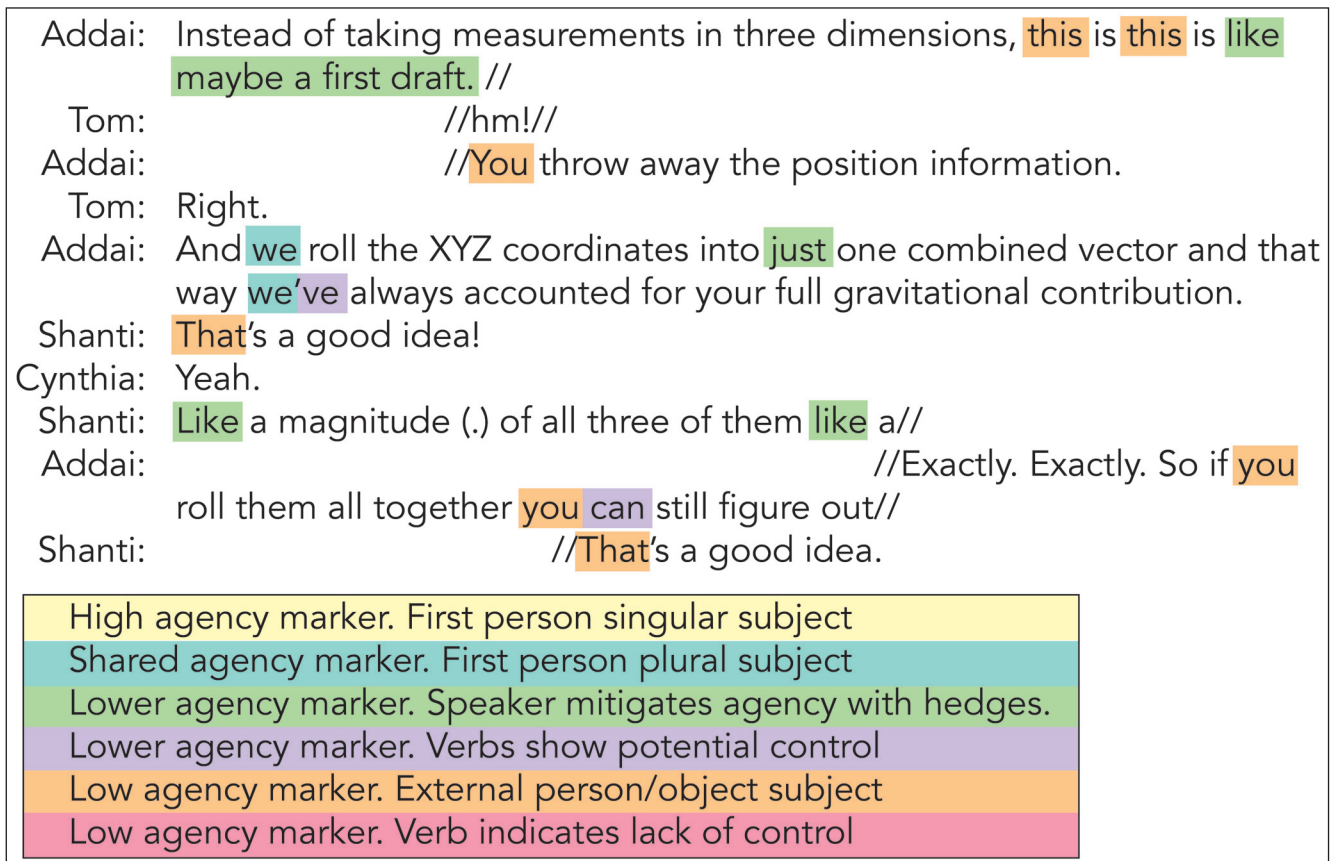 Addai: Instead of taking measurements in three dimensions, this is this is like
maybe a first draft. //
Tom: //hm!//
Addai: //You throw away the position information.
Tom: Right.
Addai: And we roll the XYZ coordinates into just one combined vector and that
way we've always accounted for your full gravitational contribution.
Shanti: That's a good idea!
Cynthia: Yeah.
Shanti: Like a magnitude (.) of all three of them like a//
Addai: //Exactly. Exactly. So if you
roll them all together you can still figure out//
Shanti: //That's a good idea.
High agency marker. First person singular subject
Shared agency marker. First person plural subject
Lower agency marker. Speaker mitigates agency with hedges.
Lower agency marker. Verbs show potential control
Low agency marker. External person/object subject
Low agency marker. Verb indicates lack of control